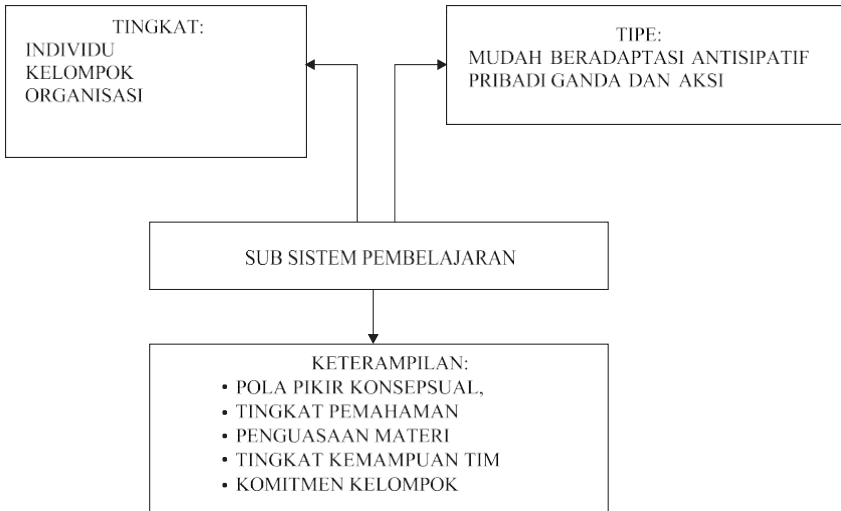 TINGKAT:
INDIVIDU
KELOMPOK
ORGANISASI
TIPE:
MUDAH BERADAPTASI ANTISIPATIF
PRIBADI GANDA DAN AKSI
SUB SISTEM PEMBELAJARAN
KETERAMPILAN:
• POLA PIKIR KONSEPSUAL,
• TINGKAT PEMAHAMAN
• PENGUASAAN MATERI
• TINGKAT KEMAMPUAN TIM
• KOMITMEN KELOMPOK